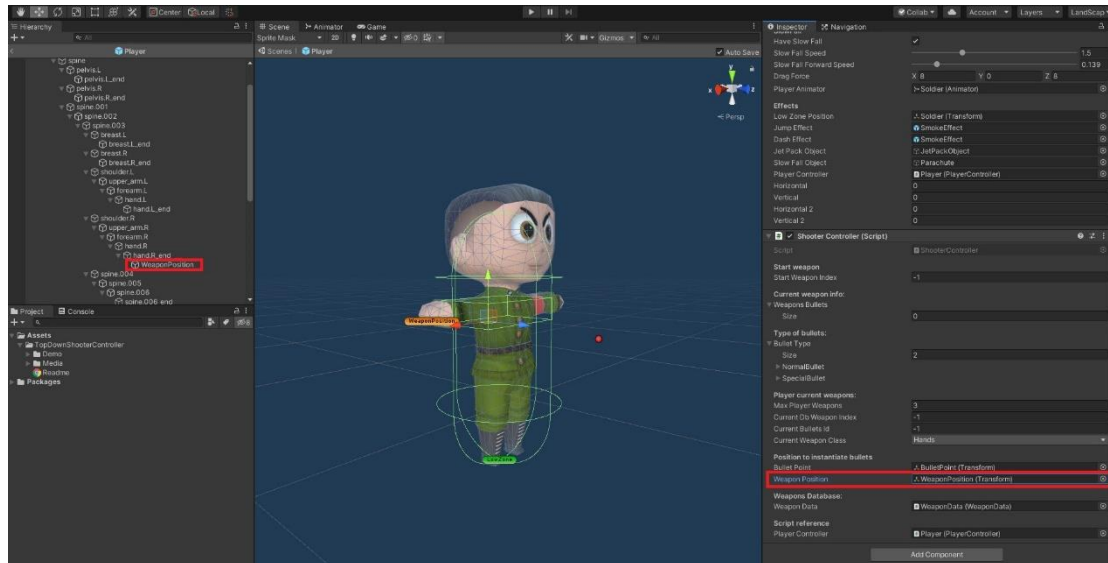 Center Local
Collab Account Layers LandScap
Hierarchy
All
Player
spine
pelvis.L
pelvis.L_end
pelvis.R
pelvis.R_end
spine.001
spine.002
spine.003
breast.L
breast.L_end
breast.R
breast.R_end
shoulder.L
upper_arm.L
forearm.L
hand.L
hand.L_end
shoulder.R
upper_arm.R
forearm.R
hand.R
hand.R_end
WeaponPosition
spine.004
spine.005
spine.006
spine.006_end
Project Console
Assets
TopDownShooterController
Demo
Media
Readme
Packages
Scene Animator Game
Sprite Mask 2D 0 Gizmos All
Scenes Player Auto Save
y
x z
Persp
WeaponPosition
LowZone
Inspector Navigation
Have Slow Fall
Slow Fall Speed 1.5
Slow Fall Forward Speed 0.139
Drag Force X 8 Y 0 Z 8
Player Animator Soldier (Animator)
Effects
Low Zone Position Soldier (Transform)
Jump Effect SmokeEffect
Dash Effect SmokeEffect
Jet Pack Object JetPackObject
Slow Fall Object Parachute
Player Controller Player (PlayerController)
Horizontal 0
Vertical 0
Horizontal 2 0
Vertical 2 0
Shooter Controller (Script)
Script ShooterController
Start weapon
Start Weapon Index -1
Current weapon info:
Weapons Bullets
Size 0
Type of bullets:
Bullet Type
Size 2
NormalBullet
SpecialBullet
Player current weapons:
Max Player Weapons 3
Current Db Weapon Index -1
Current Bullets Id -1
Current Weapon Class Hands
Position to instantiate bullets
Bullet Point BulletPoint (Transform)
Weapon Position WeaponPosition (Transform)
Weapons Database:
Weapon Data WeaponData (WeaponData)
Script reference
Player Controller Player (PlayerController)
Add Component